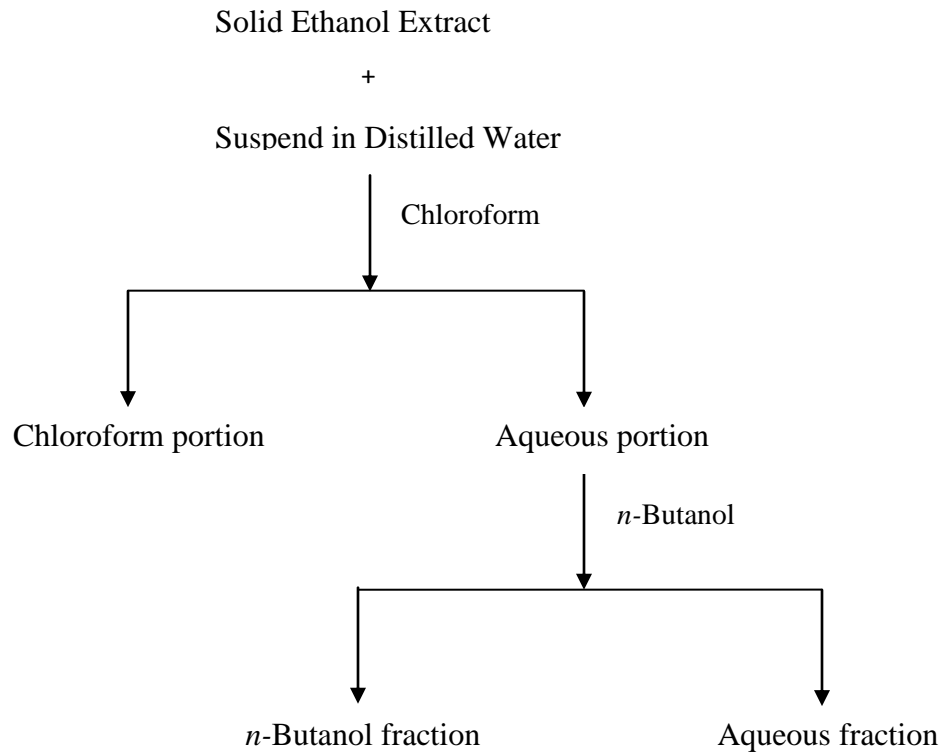 Solid Ethanol Extract
+
Suspend in Distilled Water
Chloroform
Chloroform portion
Aqueous portion
n-Butanol
n-Butanol fraction
Aqueous fraction